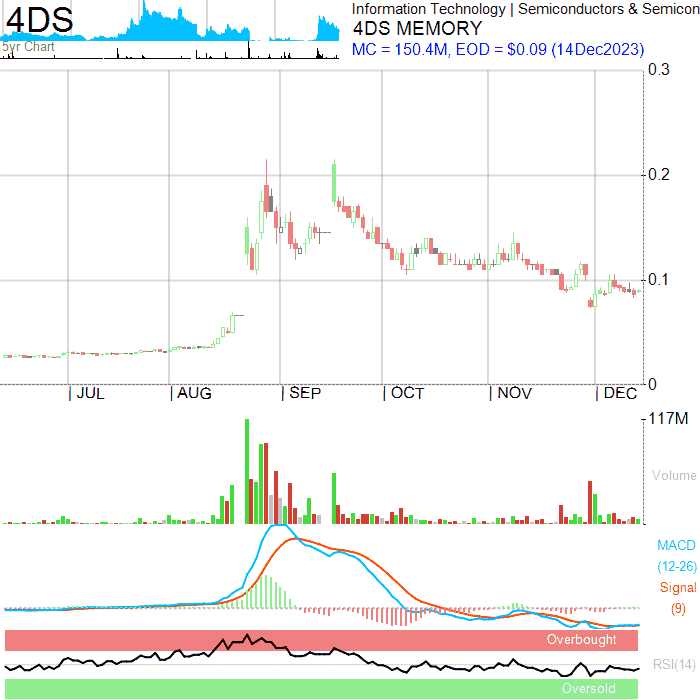 4DS
5yr Chart
Information Technology | Semiconductors & Semicon
4DS MEMORY
MC = 150.4M, EOD = $0.09 (14Dec2023)
0.3
0.2
0.1
0
JUL
AUG
SEP
OCT
NOV
DEC
117M
Volume
MACD
(12-26)
Signal
(9)
Overbought
RSI(14)
Oversold